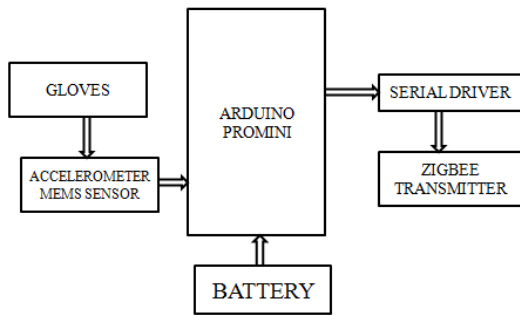 GLOVES
ACCELEROMETER
MEMS SENSOR
ARDUINO
PROMINI
SERIAL DRIVER
ZIGBEE
TRANSMITTER
BATTERY